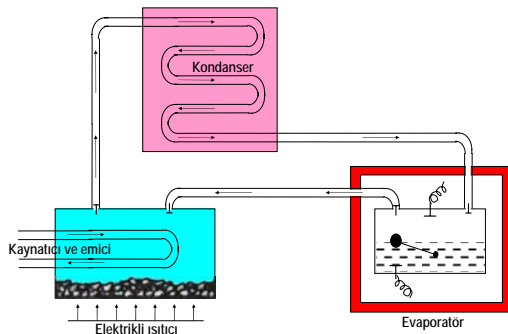 Kondanser
Kaynatıcı ve emici
Elektrikli ısıtıcı
Evaporatör